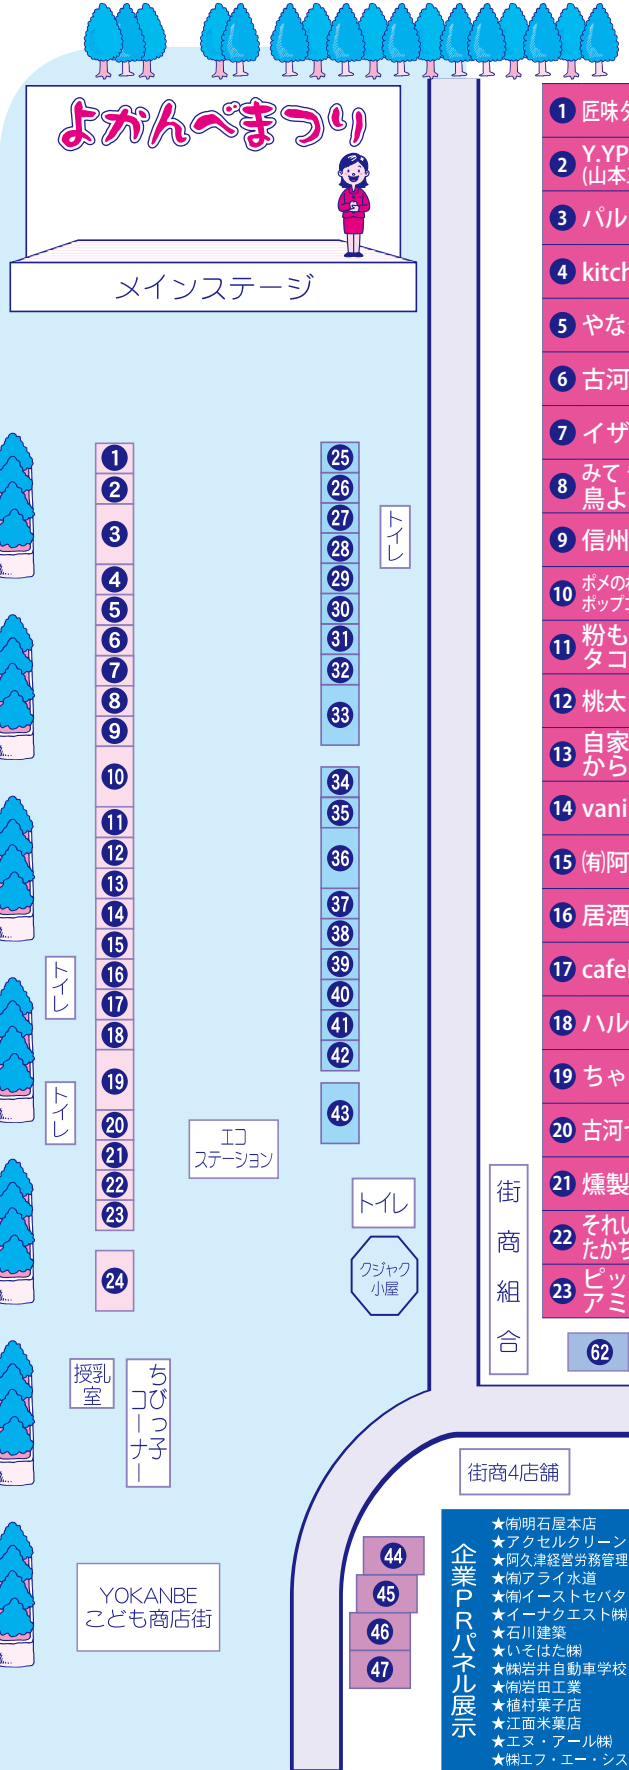 よかんべまつり
メインステージ
1
2
3
4
5
6
7
8
9
10
11
12
13
14
15
16
17
18
19
20
21
22
23
24
25
26
27
28
29
30
31
32
33
34
35
36
37
38
39
40
41
42
43
トイレ
トイレ
トイレ
エコ
ステーション
トイレ
クジャク
小屋
授乳
室
ちびっ子
コーナー
YOKANBE
こども商店街
街商組合
1 匠味
2 Y.YP
(山本
3 パル
4 kitch
5 やな
6 古河
7 イザ
8 みて
鳥よ
9 信州
10 ポメの
ポップコ
11 粉も
タコ
12 桃太
13 自家
から
14 vani
15 ㈲阿
16 居酒
17 cafe
18 ハル
19 ちゃ
20 古河
21 燻製
22 それい
たかち
23 ピッ
アミ
62
街商4店舗
44
45
46
47
企業PRパネル展示
★㈲明石屋本店
★アクセルクリーン
★阿久津経営労務管理
★㈲アライ水道
★㈲イーストセバタ
★イーナクエスト㈱
★石川建築
★いそはた㈱
★㈱岩井自動車学校
★㈲岩田工業
★植村菓子店
★江面米菓店
★エヌ・アール㈱
★㈱エフ・エー・シス